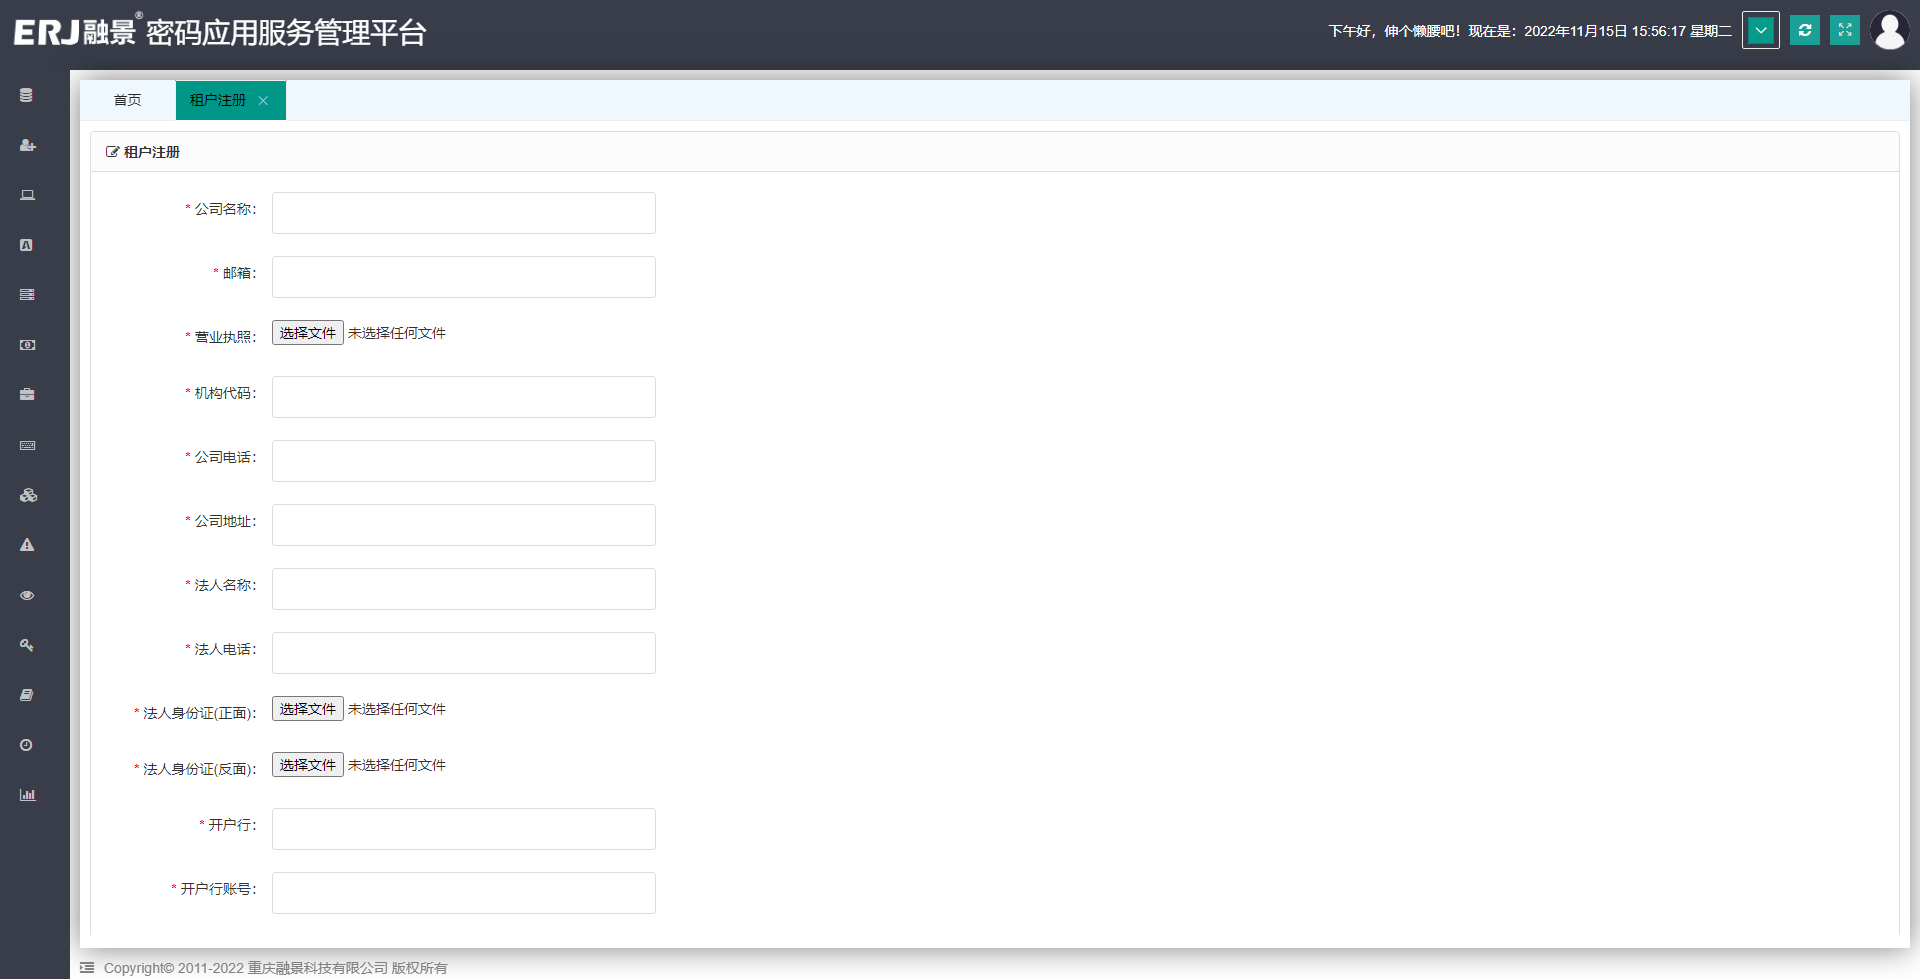 ERJ融景® 密码应用服务管理平台
下午好，伸个懒腰吧！现在是：2022年11月15日 15:56:17 星期二
首页
租户注册
租户注册
* 公司名称：
* 邮箱：
* 营业执照： 选择文件 未选择任何文件
* 机构代码：
* 公司电话：
* 公司地址：
* 法人名称：
* 法人电话：
* 法人身份证(正面)： 选择文件 未选择任何文件
* 法人身份证(反面)： 选择文件 未选择任何文件
* 开户行：
* 开户行账号：
Copyright© 2011-2022 重庆融景科技有限公司 版权所有